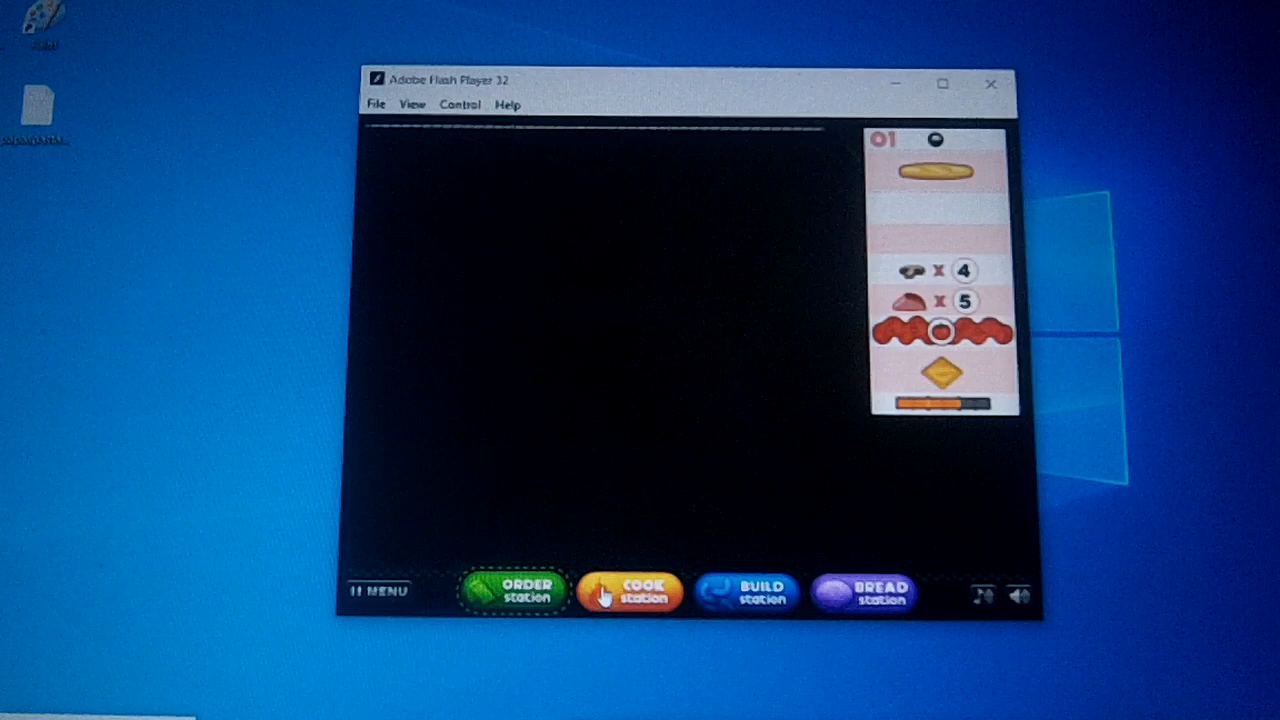 Adobe Flash Player 32
File View Control Help
01
x 4
x 5
MENU
ORDER station
COOK station
BUILD station
BREAD station